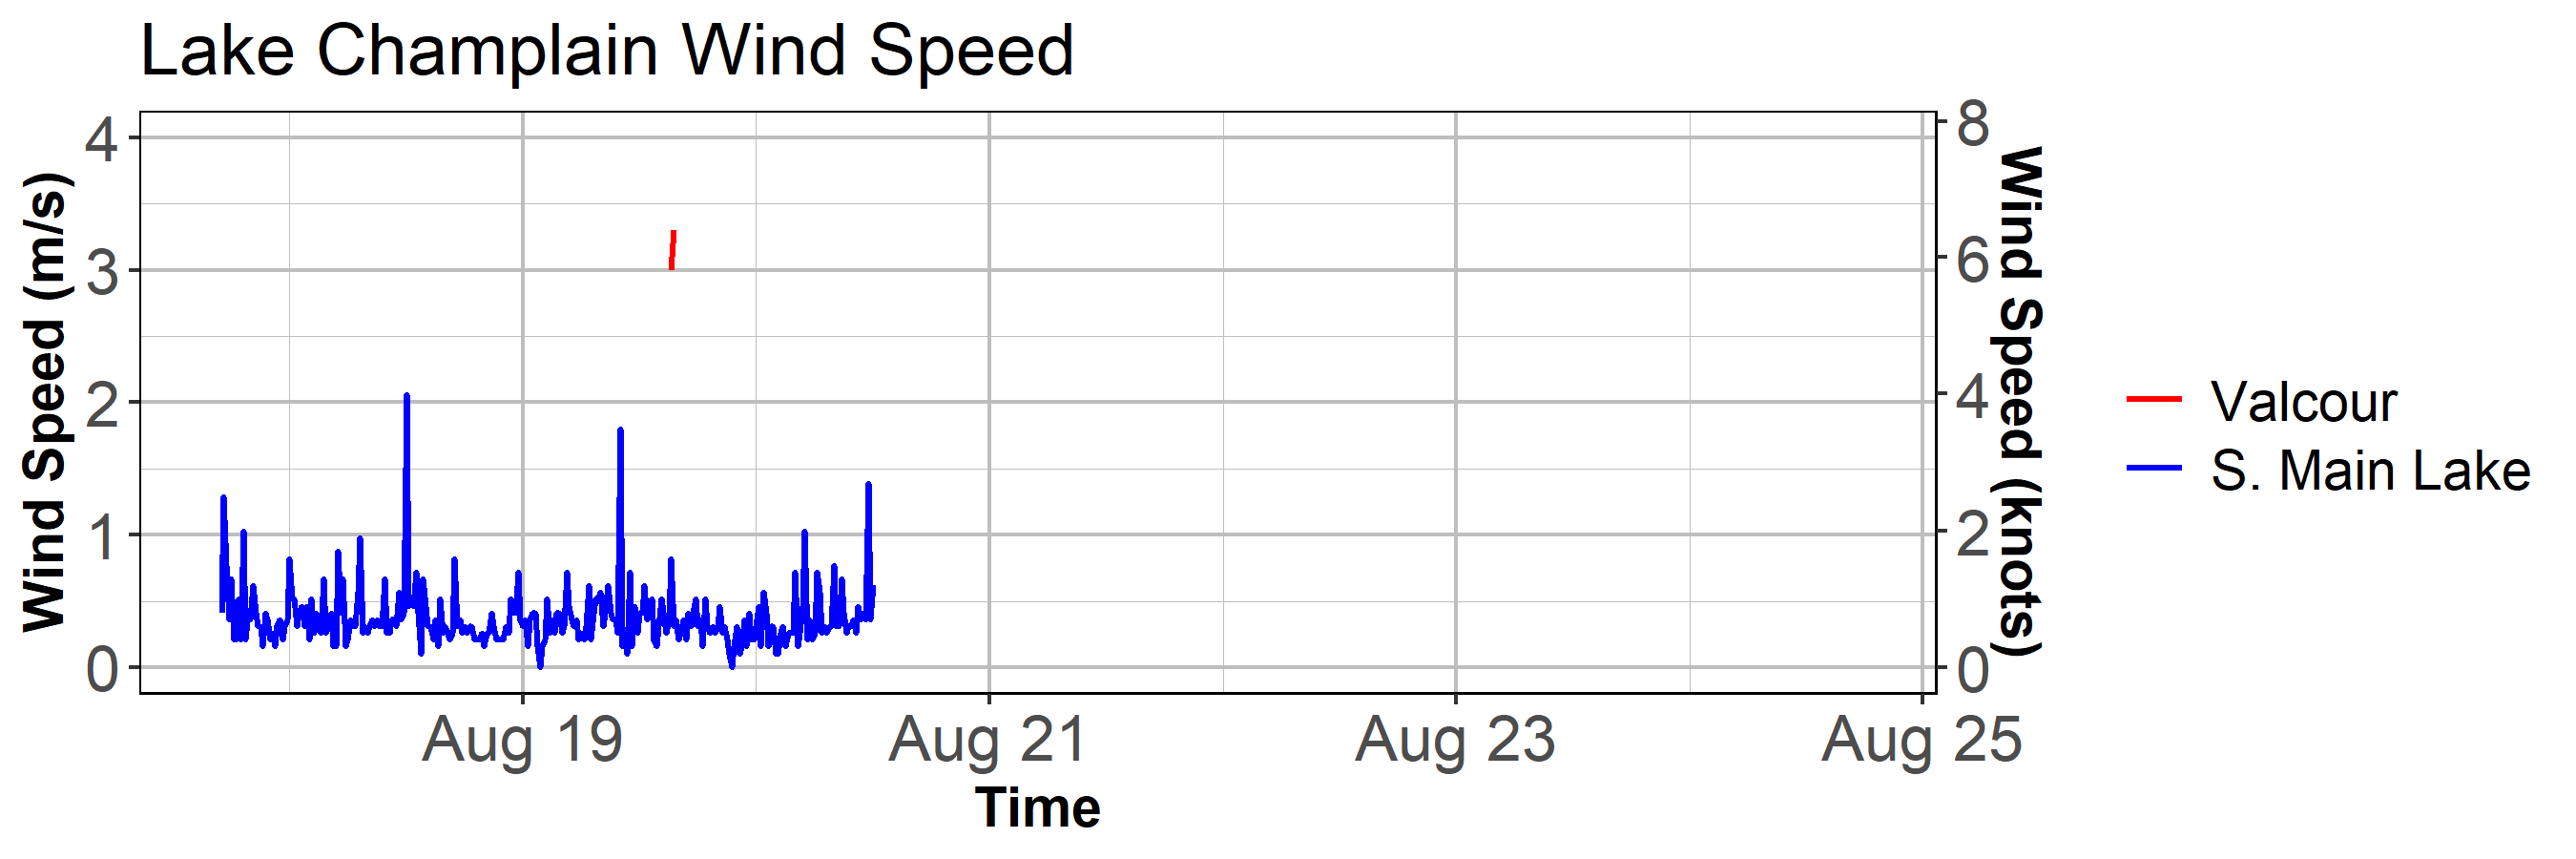 Lake Champlain Wind Speed
Wind Speed (m/s)
4
3
2
1
0
8
6
4
2
0
Wind Speed (knots)
Aug 19
Aug 21
Aug 23
Aug 25
Time
Valcour
S. Main Lake